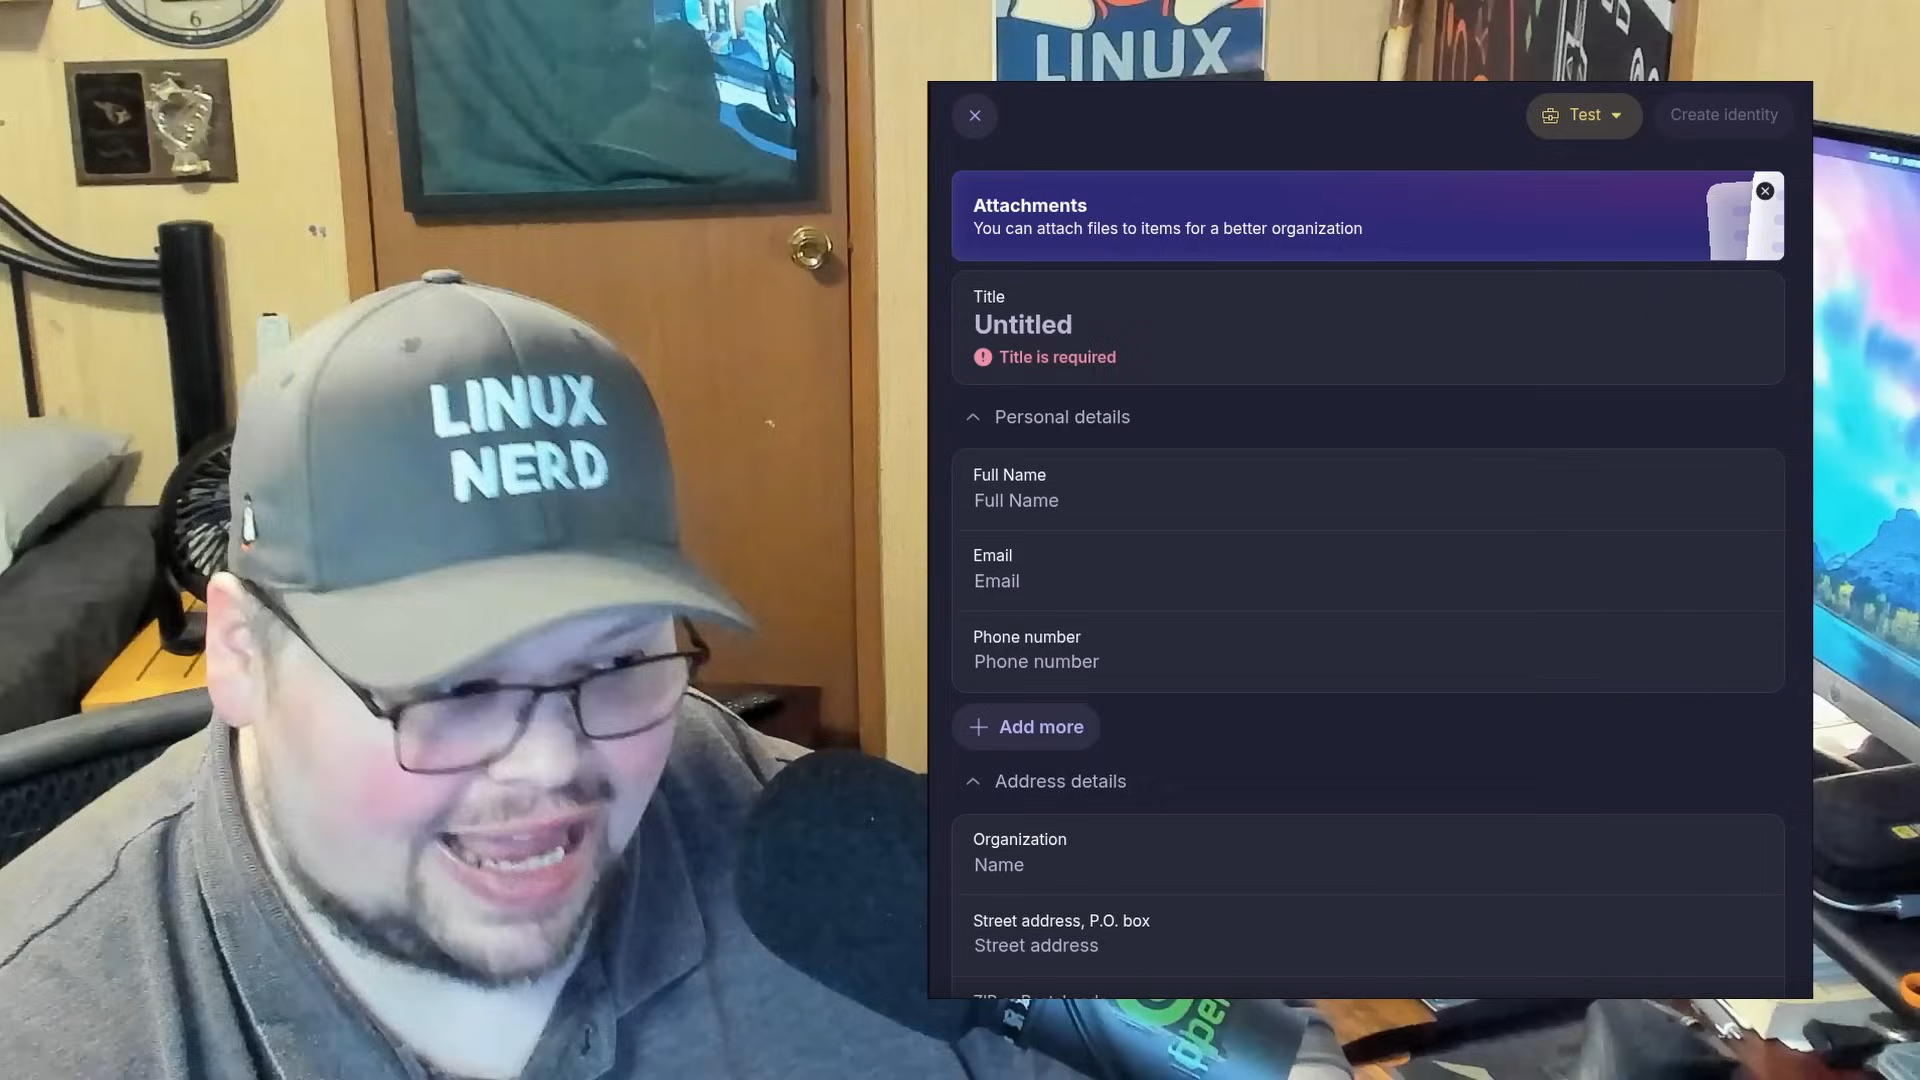 6
LINUX
LINUX
NERD
Test
Create identity
Attachments
You can attach files to items for a better organization
Title
Untitled
Title is required
Personal details
Full Name
Full Name
Email
Email
Phone number
Phone number
Add more
Address details
Organization
Name
Street address, P.O. box
Street address